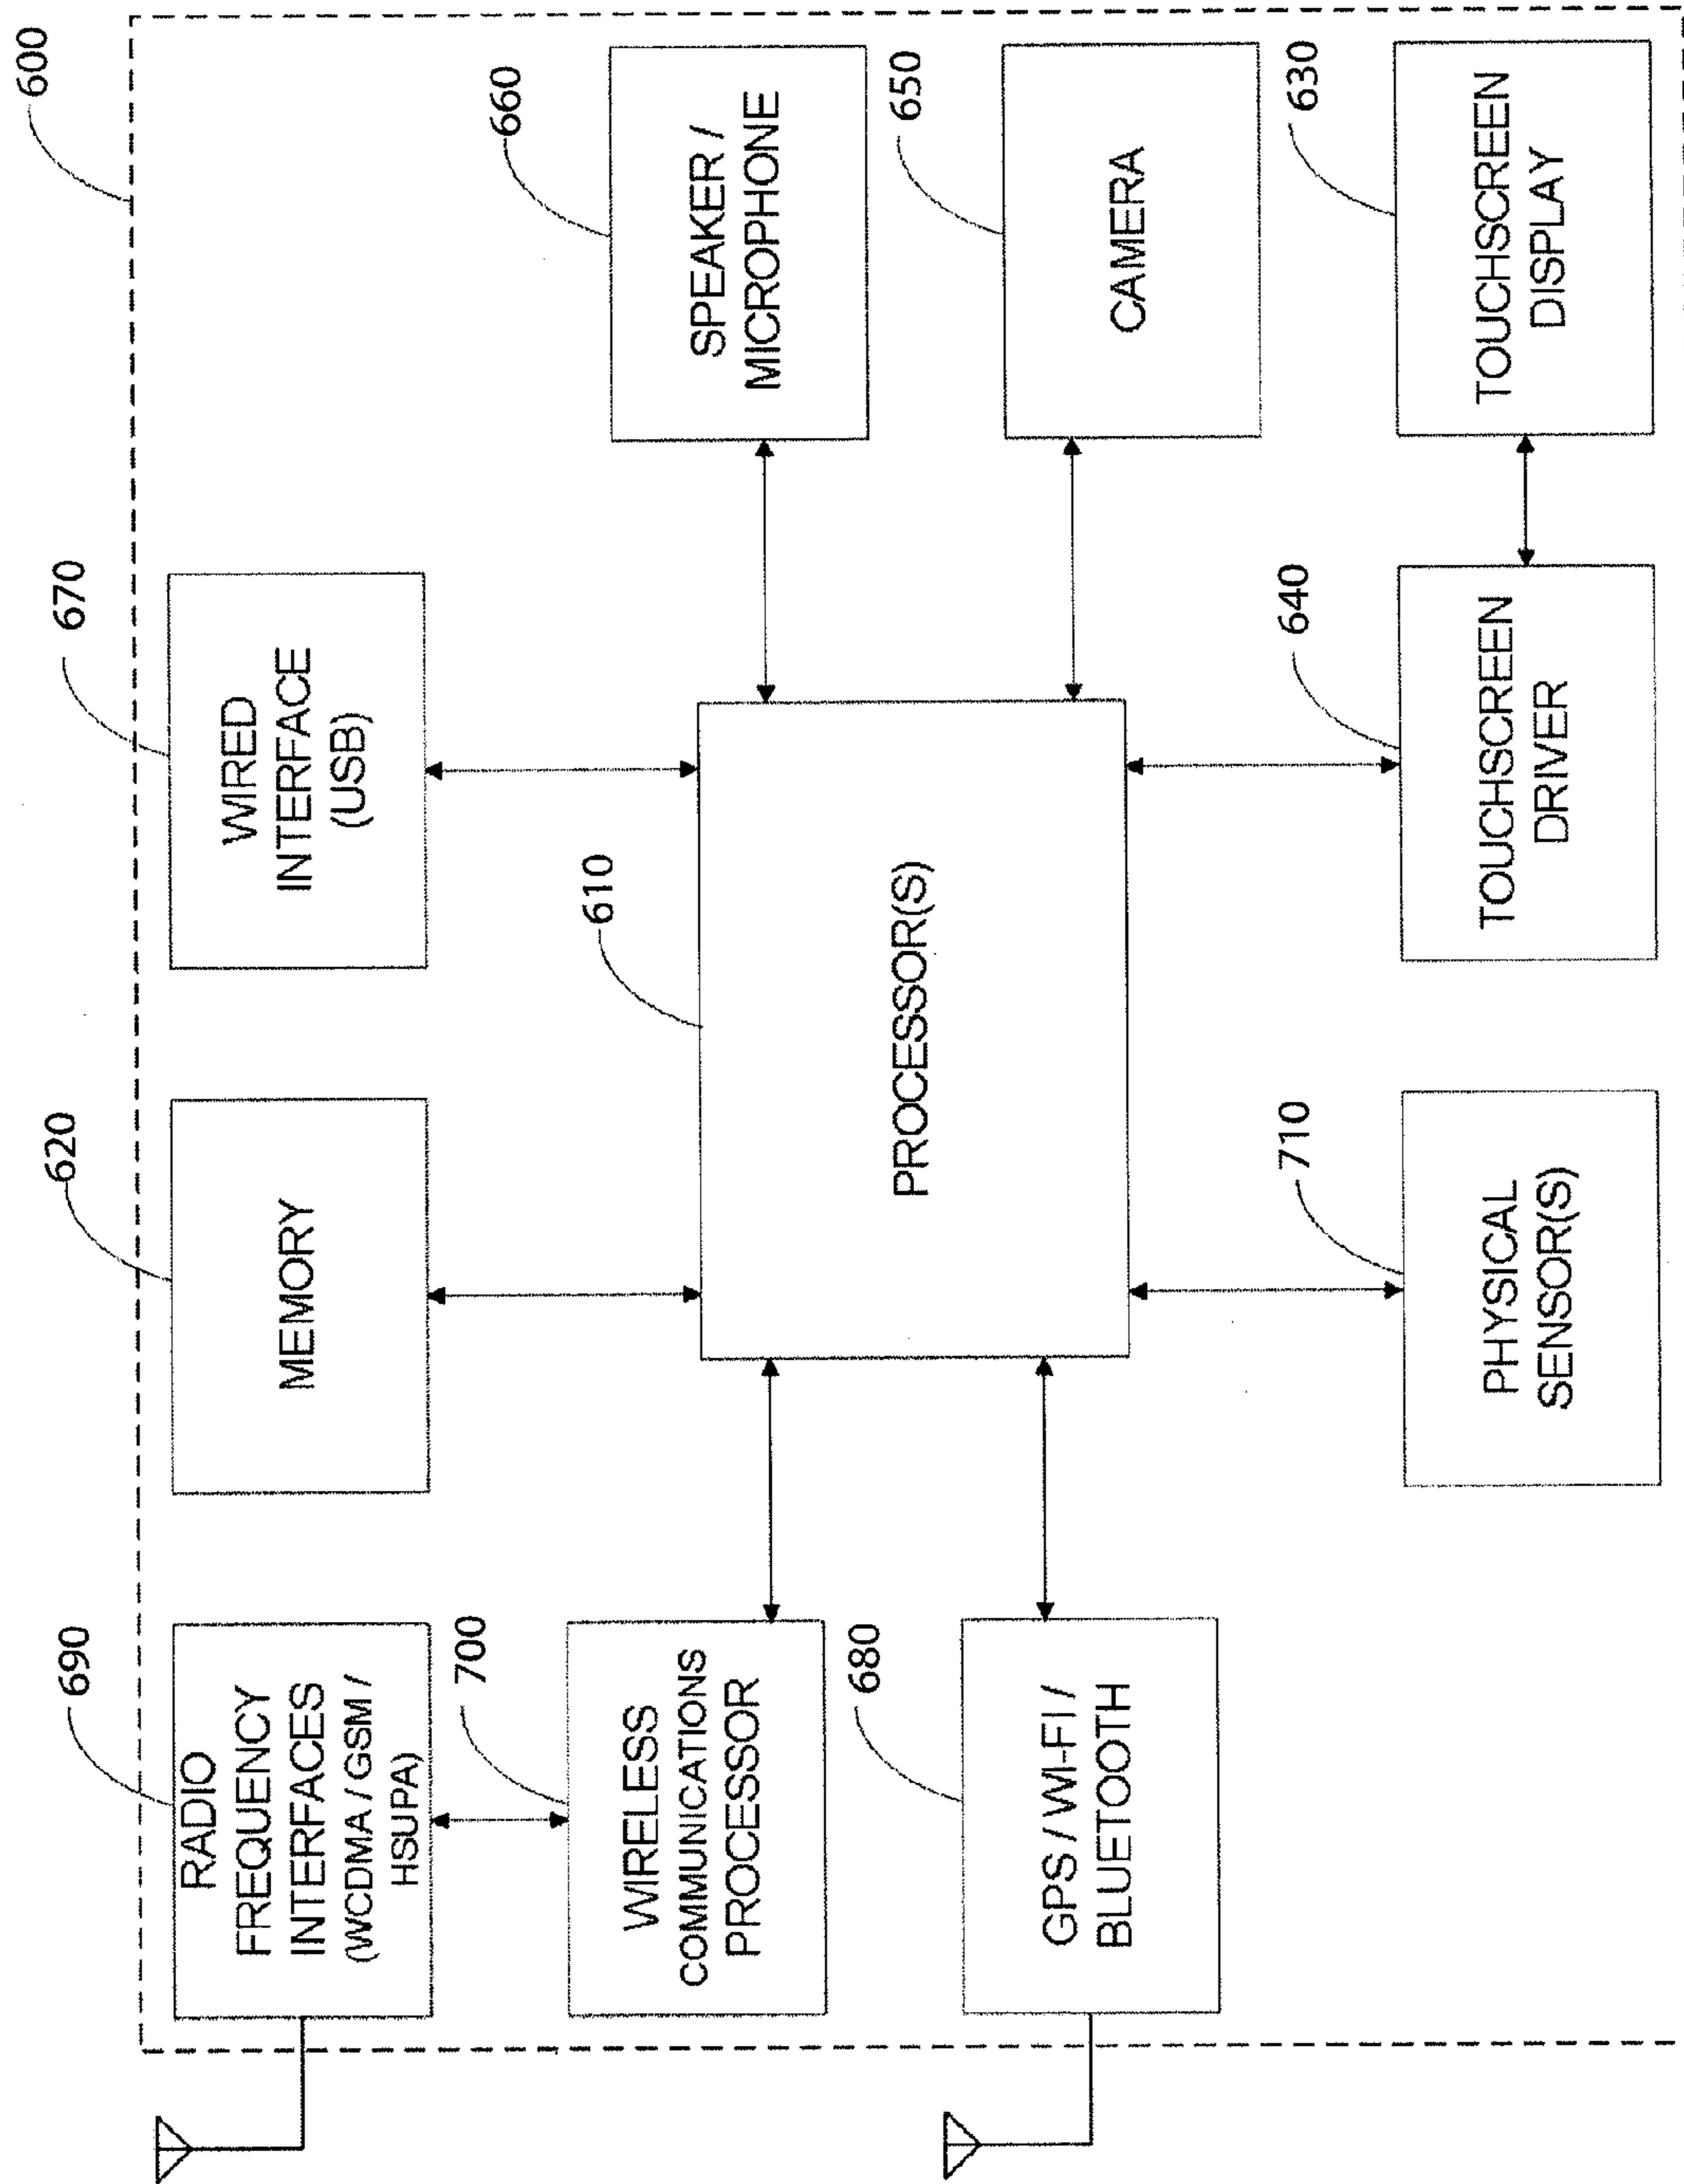 600
690
RADIO
FREQUENCY
INTERFACES
(WCDMA / GSM /
HSUPA)
620
MEMORY
670
WIRED
INTERFACE
(USB)
700
WIRELESS
COMMUNICATIONS
PROCESSOR
610
PROCESSOR(S)
660
SPEAKER /
MICROPHONE
680
GPS / WI-FI /
BLUETOOTH
650
CAMERA
710
PHYSICAL
SENSOR(S)
640
TOUCHSCREEN
DRIVER
630
TOUCHSCREEN
DISPLAY